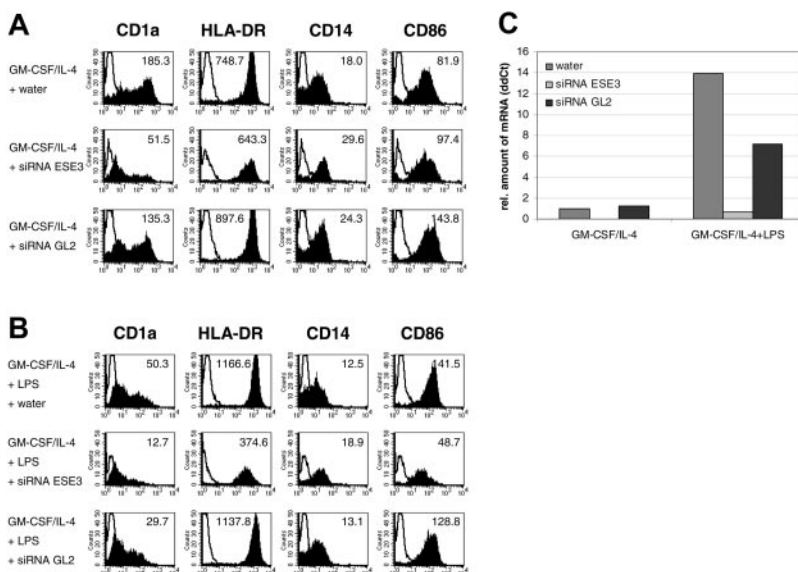 A
CD1a HLA-DR CD14 CD86
GM-CSF/IL-4
+ water
185.3 748.7 18.0 81.9
GM-CSF/IL-4
+ siRNA ESE3
51.5 643.3 29.6 97.4
GM-CSF/IL-4
+ siRNA GL2
135.3 897.6 24.3 143.8
B
CD1a HLA-DR CD14 CD86
GM-CSF/IL-4
+ LPS
+ water
50.3 1166.6 12.5 141.5
GM-CSF/IL-4
+ LPS
+ siRNA ESE3
12.7 374.6 18.9 48.7
GM-CSF/IL-4
+ LPS
+ siRNA GL2
29.7 1137.8 13.1 128.8
C
rel. amount of mRNA (ddCt)
16
14
12
10
8
6
4
2
0
water
siRNA ESE3
siRNA GL2
GM-CSF/IL-4 GM-CSF/IL-4+LPS